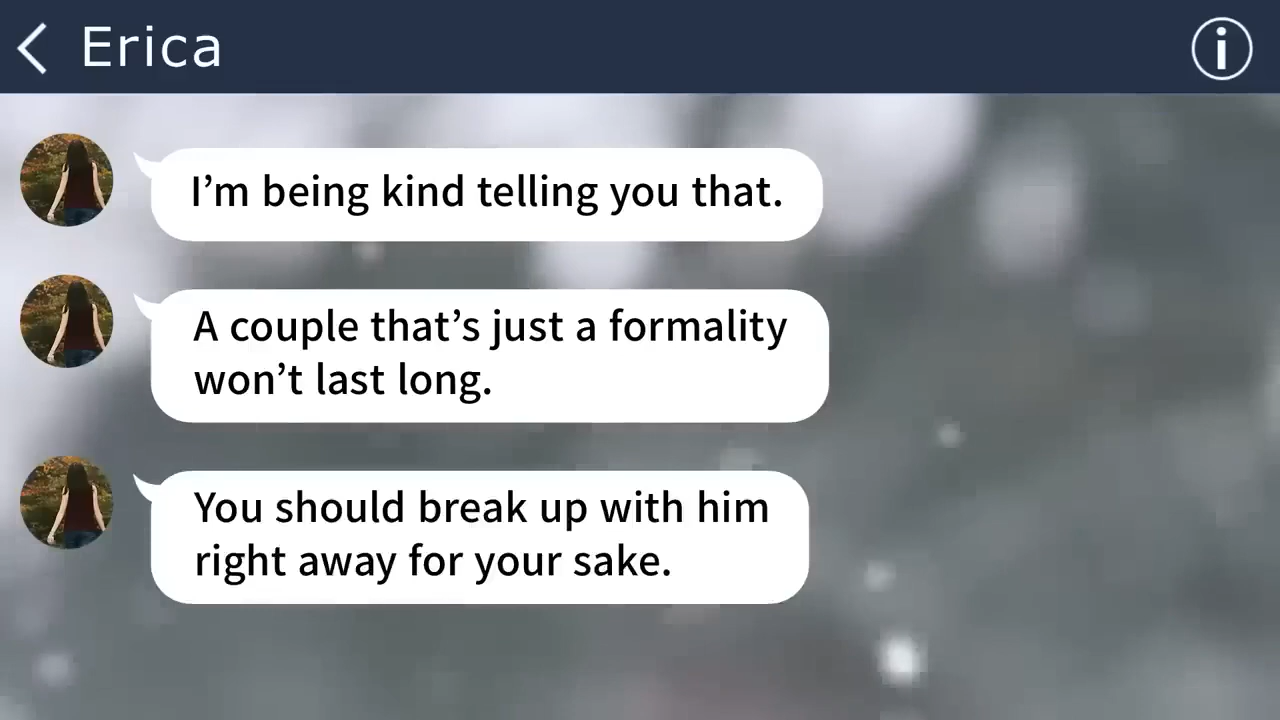 Erica
I’m being kind telling you that.
A couple that’s just a formality
won’t last long.
You should break up with him
right away for your sake.